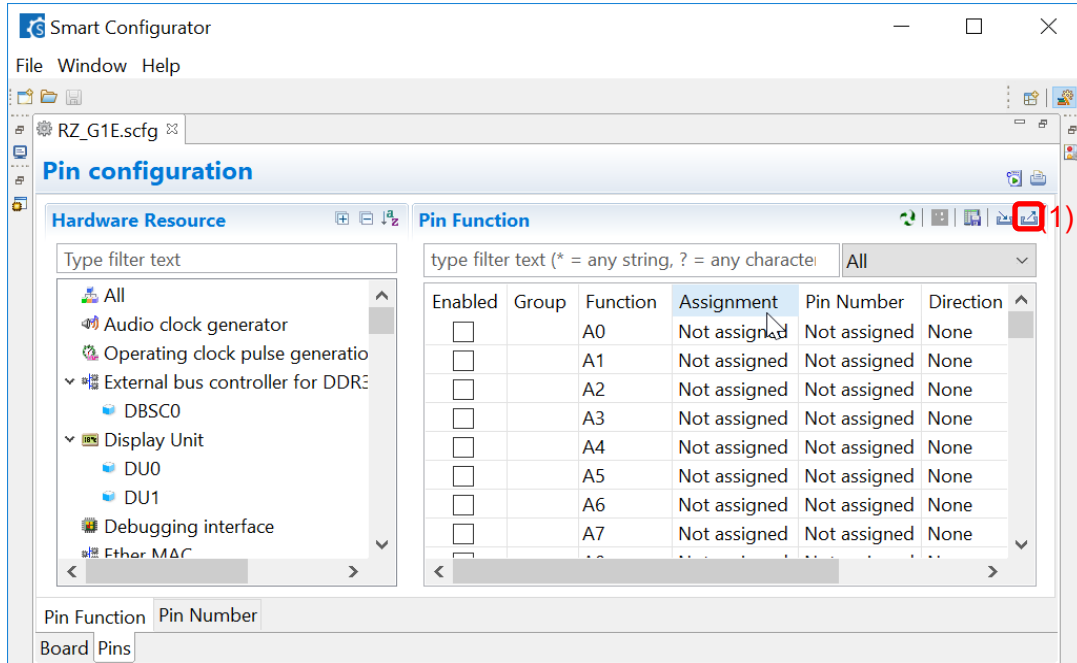 Smart Configurator
File Window Help
RZ_G1E.scfg
Pin configuration
Hardware Resource
Pin Function
(1)
Type filter text
type filter text (* = any string, ? = any character
All
All
Audio clock generator
Operating clock pulse generatio
External bus controller for DDR3
DBSC0
Display Unit
DU0
DU1
Debugging interface
Ether MAC
Enabled Group Function Assignment Pin Number Direction
A0 Not assigned Not assigned None
A1 Not assigned Not assigned None
A2 Not assigned Not assigned None
A3 Not assigned Not assigned None
A4 Not assigned Not assigned None
A5 Not assigned Not assigned None
A6 Not assigned Not assigned None
A7 Not assigned Not assigned None
Pin Function Pin Number
Board Pins